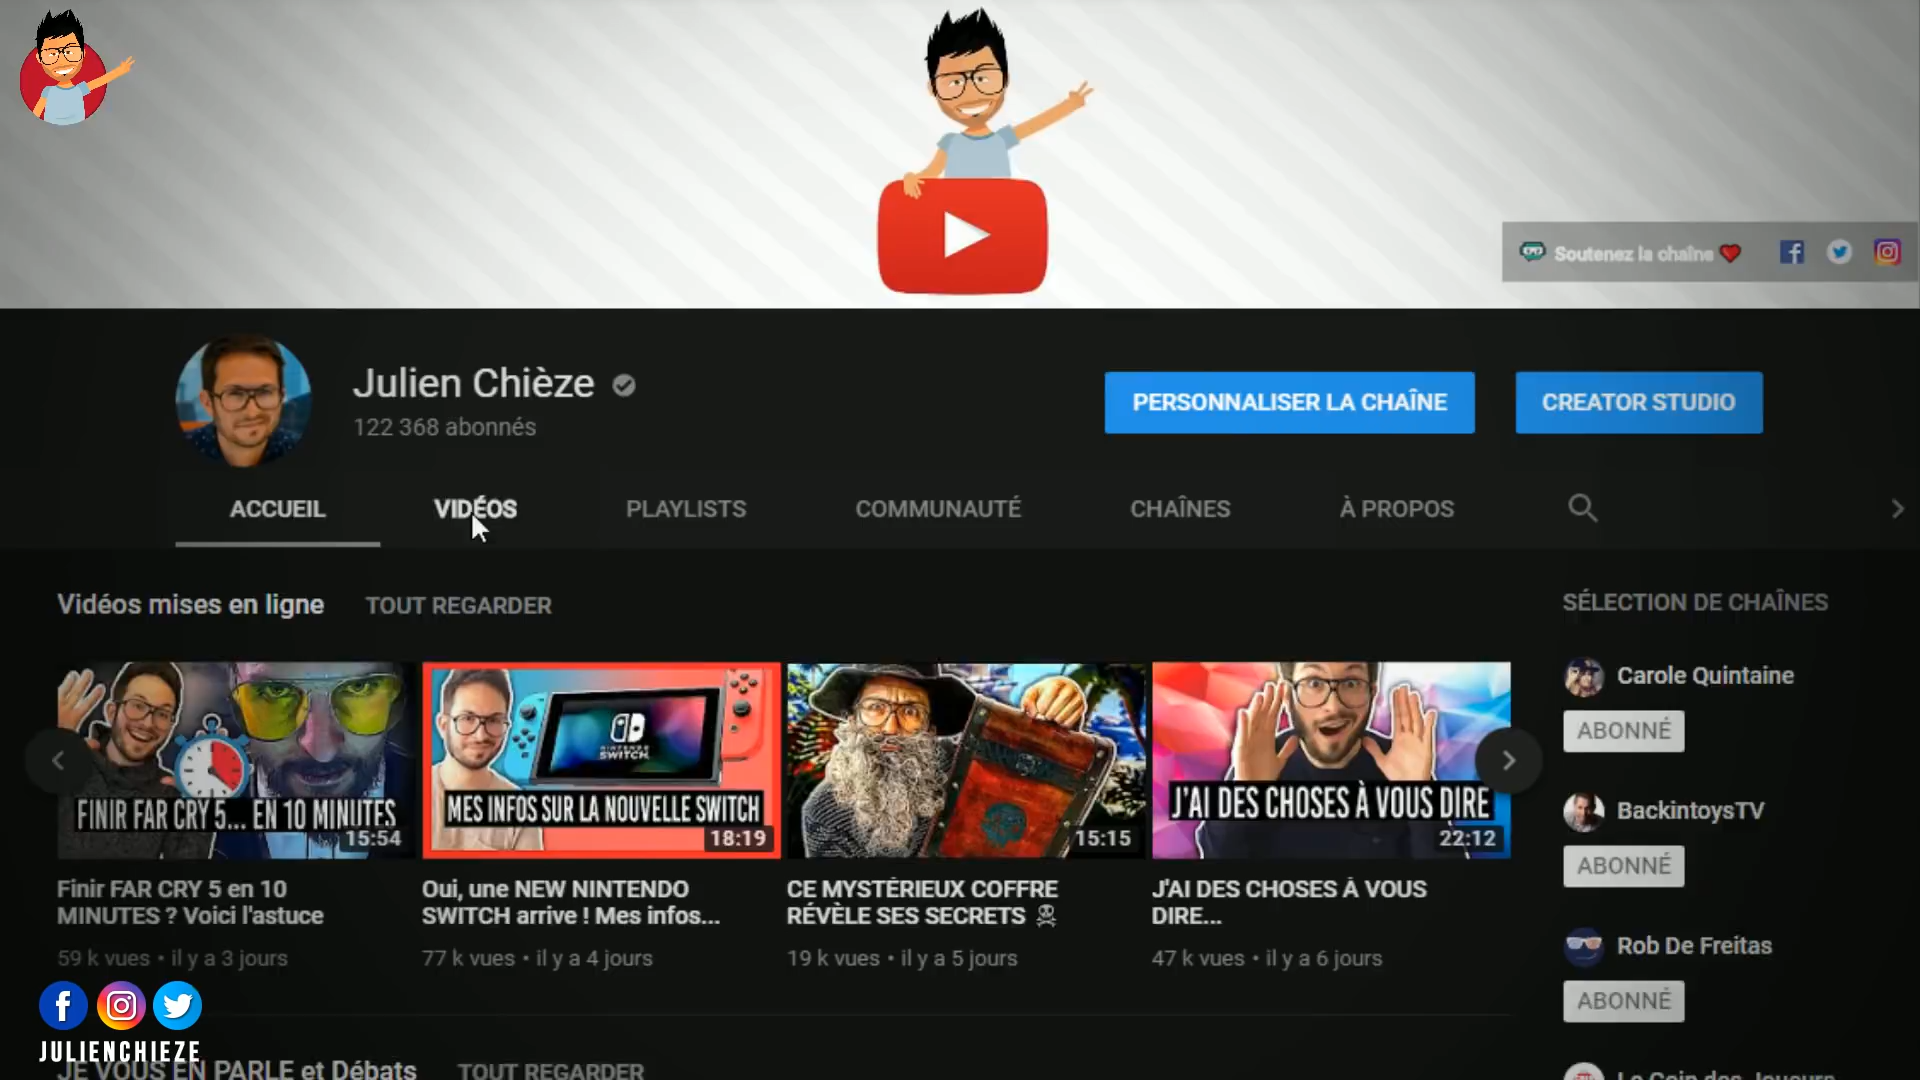 Soutenez la chaîne
Julien Chièze
122 368 abonnés
PERSONNALISER LA CHAÎNE
CREATOR STUDIO
ACCUEIL
VIDÉOS
PLAYLISTS
COMMUNAUTÉ
CHAÎNES
À PROPOS
Vidéos mises en ligne
TOUT REGARDER
FINIR FAR CRY 5... EN 10 MINUTES
15:54
Finir FAR CRY 5 en 10
MINUTES ? Voici l'astuce
59 k vues • il y a 3 jours
NINTENDO
SWITCH
MES INFOS SUR LA NOUVELLE SWITCH
18:19
Oui, une NEW NINTENDO
SWITCH arrive ! Mes infos...
77 k vues • il y a 4 jours
15:15
CE MYSTÉRIEUX COFFRE
RÉVÈLE SES SECRETS ☠
19 k vues • il y a 5 jours
J'AI DES CHOSES À VOUS DIRE
22:12
J'AI DES CHOSES À VOUS
DIRE...
47 k vues • il y a 6 jours
SÉLECTION DE CHAÎNES
Carole Quintaine
ABONNÉ
BackintoysTV
ABONNÉ
Rob De Freitas
ABONNÉ
Le Coin des Joueurs
JULIENCHIEZE
JE VOUS EN PARLE et Débats
TOUT REGARDER